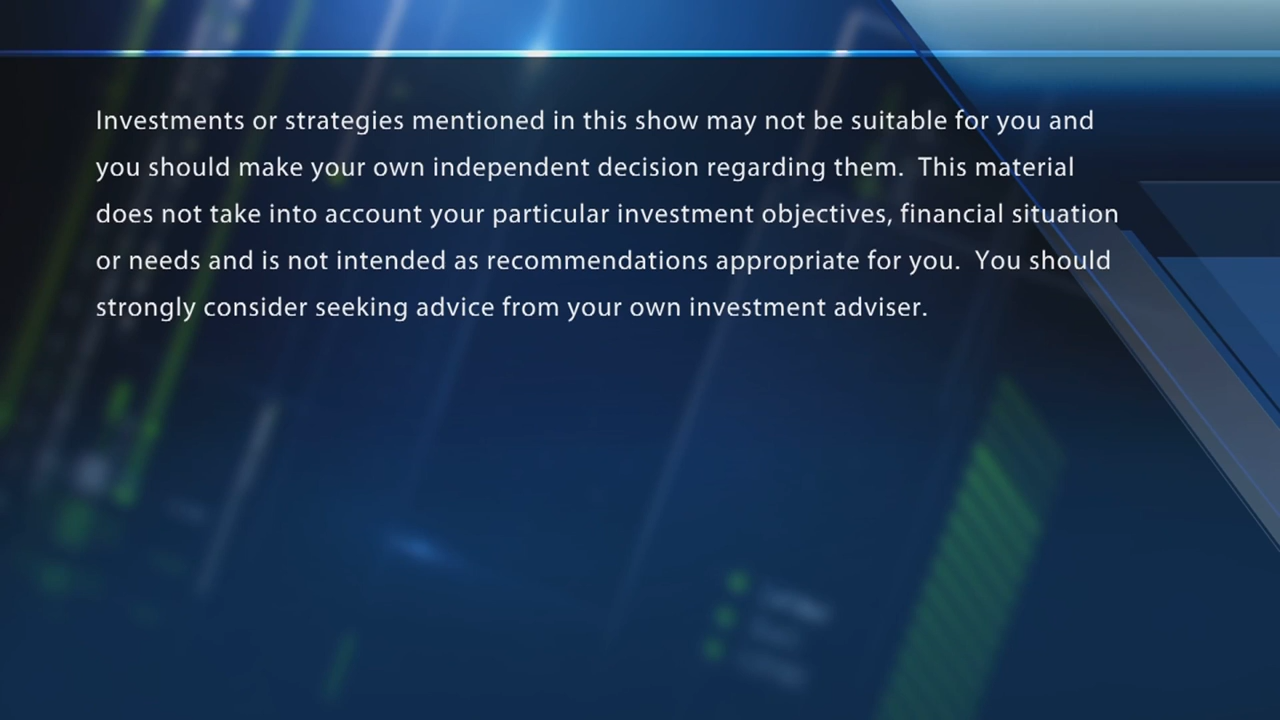 Investments or strategies mentioned in this show may not be suitable for you and
you should make your own independent decision regarding them.  This material
does not take into account your particular investment objectives, financial situation
or needs and is not intended as recommendations appropriate for you.  You should
strongly consider seeking advice from your own investment adviser.